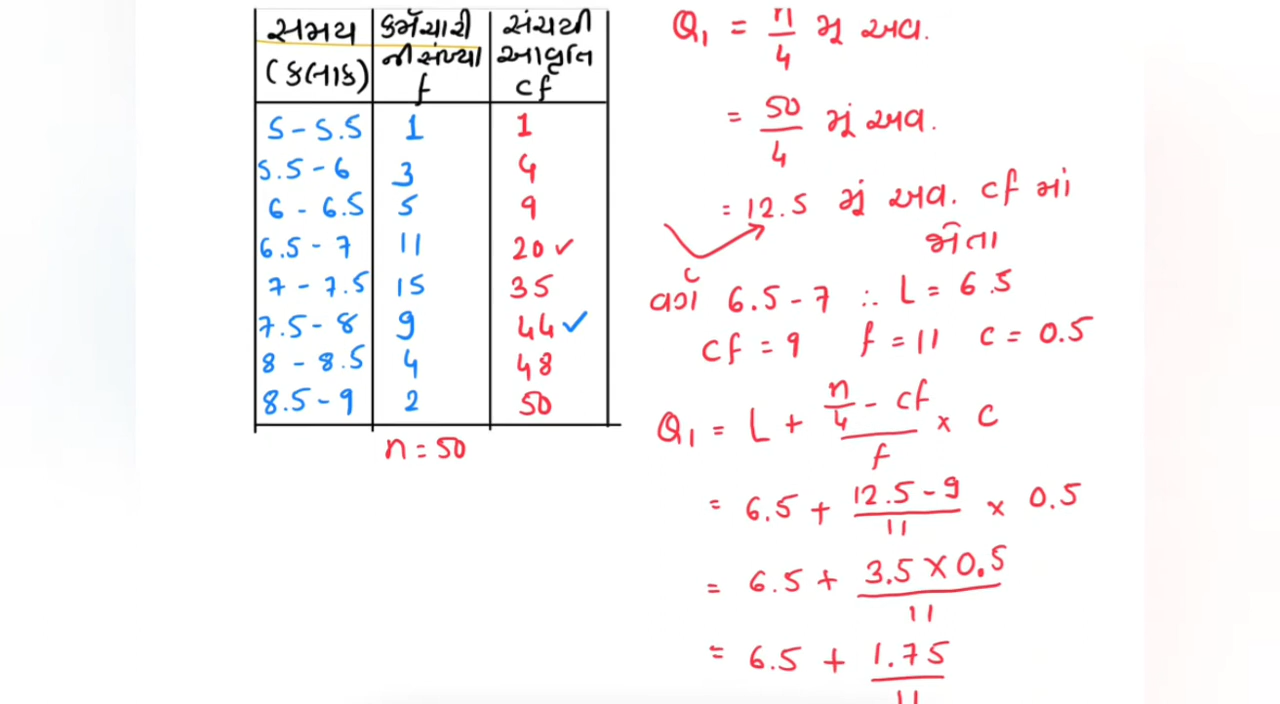 સમય કર્મચારી સંચયી
(કલાક) ની સંખ્યા આવૃત્તિ
f cf
5 - 5.5 1 1
5.5 - 6 3 4
6 - 6.5 5 9
6.5 - 7 11 20 ✓
7 - 7.5 15 35
7.5 - 8 9 44 ✓
8 - 8.5 4 48
8.5 - 9 2 50
n = 50
Q₁ = n/4 મૂ અવ.
= 50/4 મું અવ.
= 12.5 મું અવ. cf માં
જોતા
વર્ગ 6.5 - 7 ∴ L = 6.5
cf = 9 f = 11 c = 0.5
Q₁ = L + (n/4 - cf)/f × c
= 6.5 + (12.5 - 9)/11 × 0.5
= 6.5 + (3.5 × 0.5)/11
= 6.5 + 1.75/11